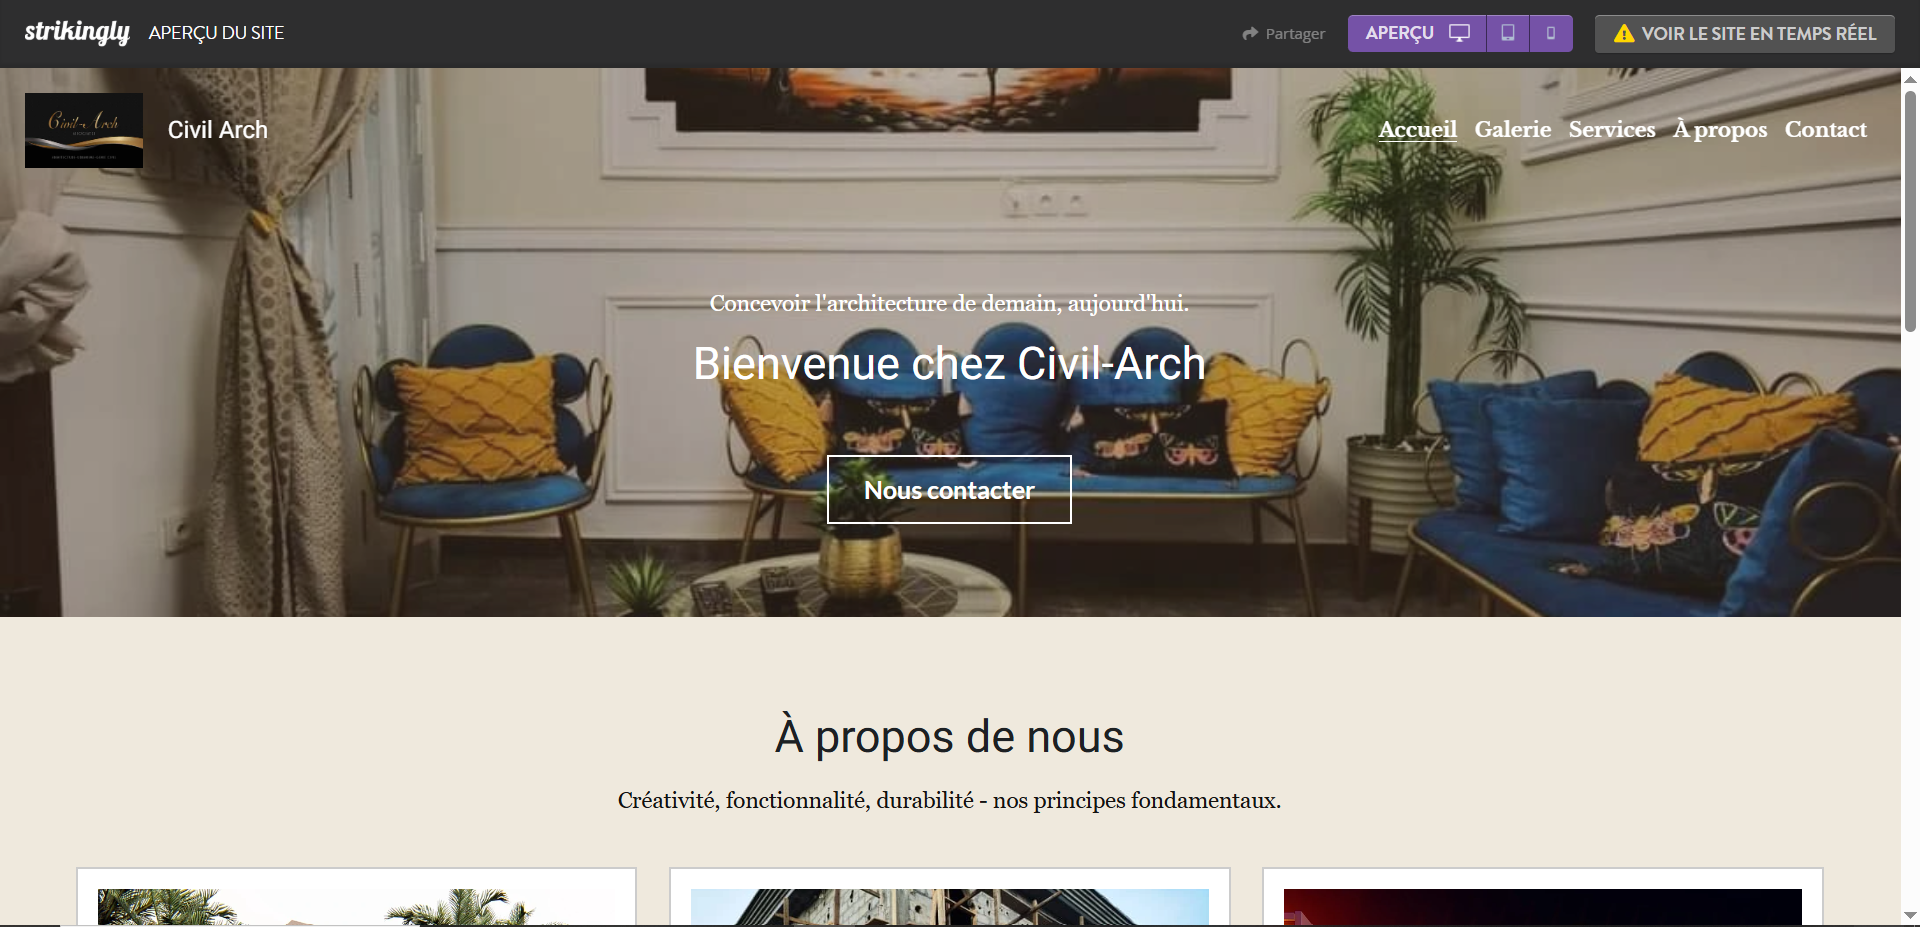 strikingly APERÇU DU SITE
Partager
APERÇU
VOIR LE SITE EN TEMPS RÉEL
Civil-Arch
Civil Arch
Accueil Galerie Services À propos Contact
Concevoir l'architecture de demain, aujourd'hui.
Bienvenue chez Civil-Arch
Nous contacter
À propos de nous
Créativité, fonctionnalité, durabilité - nos principes fondamentaux.